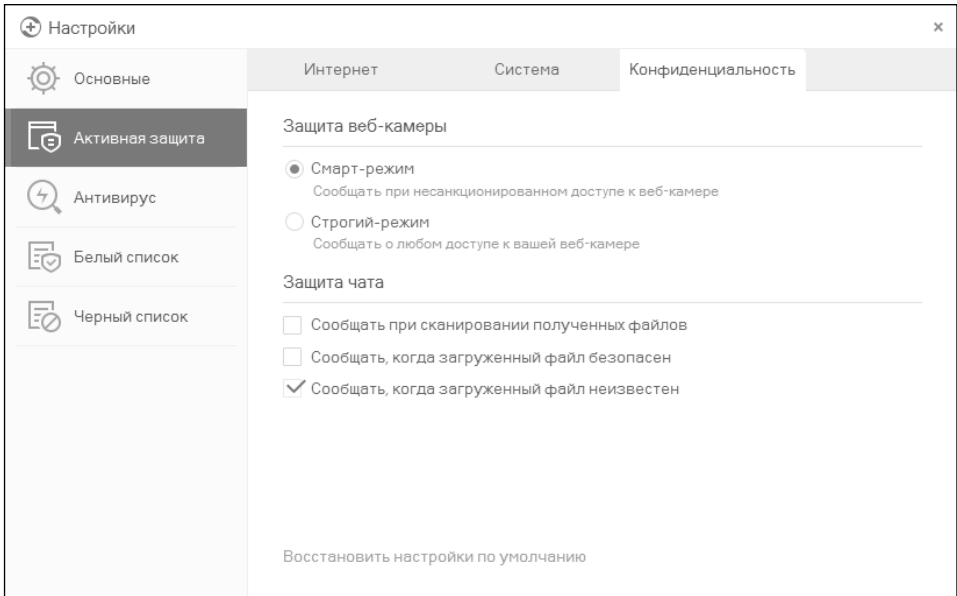 Настройки
Основные
Активная защита
Антивирус
Белый список
Черный список
Интернет Система Конфиденциальность
Защита веб-камеры
Смарт-режим
Сообщать при несанкционированном доступе к веб-камере
Строгий-режим
Сообщать о любом доступе к вашей веб-камере
Защита чата
Сообщать при сканировании полученных файлов
Сообщать, когда загруженный файл безопасен
Сообщать, когда загруженный файл неизвестен
Восстановить настройки по умолчанию